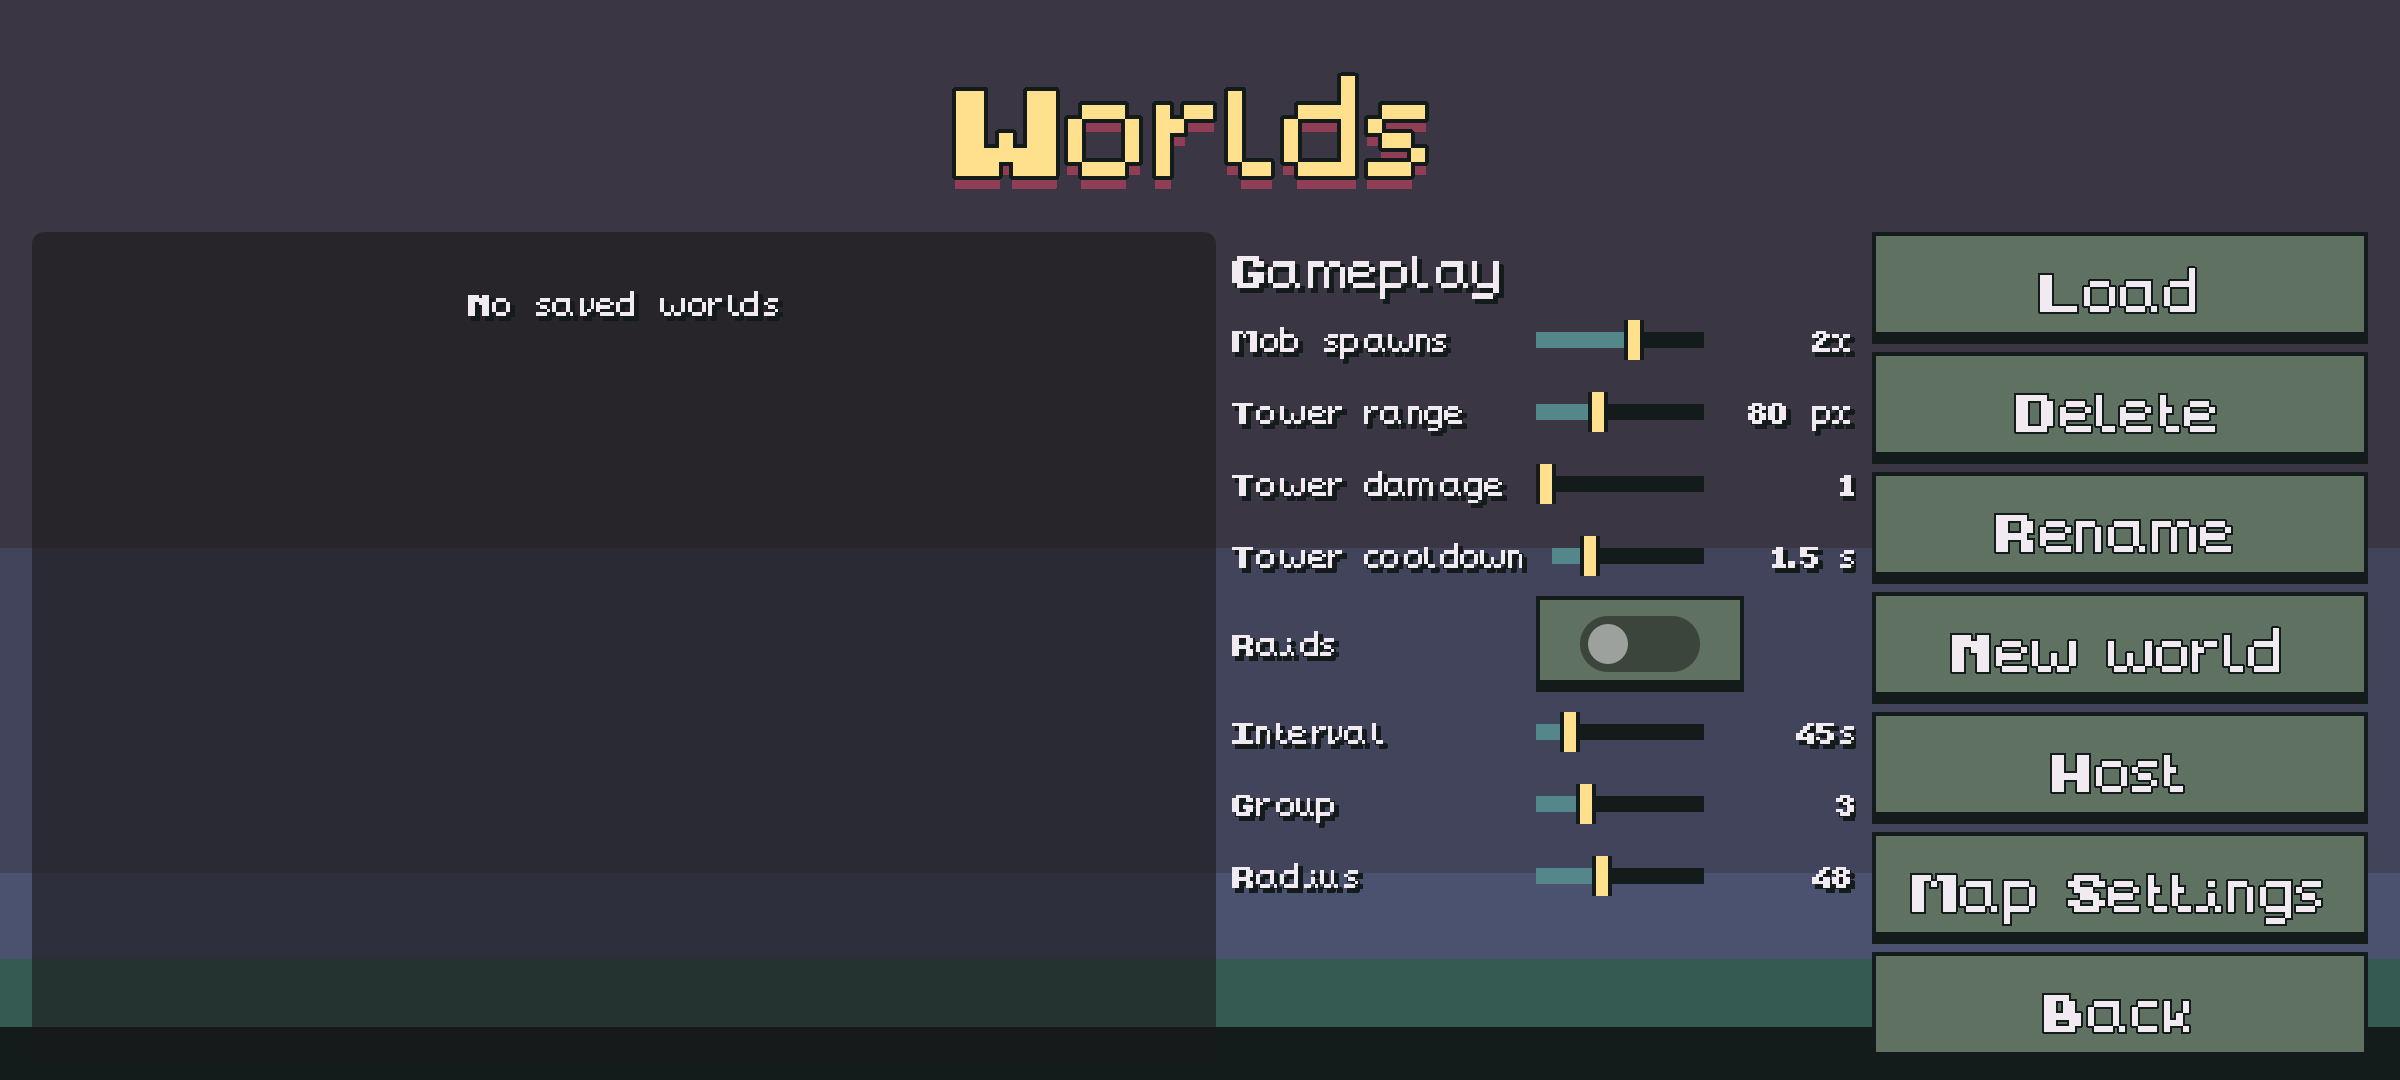 Worlds
No saved worlds
Gameplay
Mob spawns 2x
Tower range 80 px
Tower damage 1
Tower cooldown 1.5 s
Raids
Interval 45s
Group 3
Radius 48
Load
Delete
Rename
New world
Host
Map Settings
Back